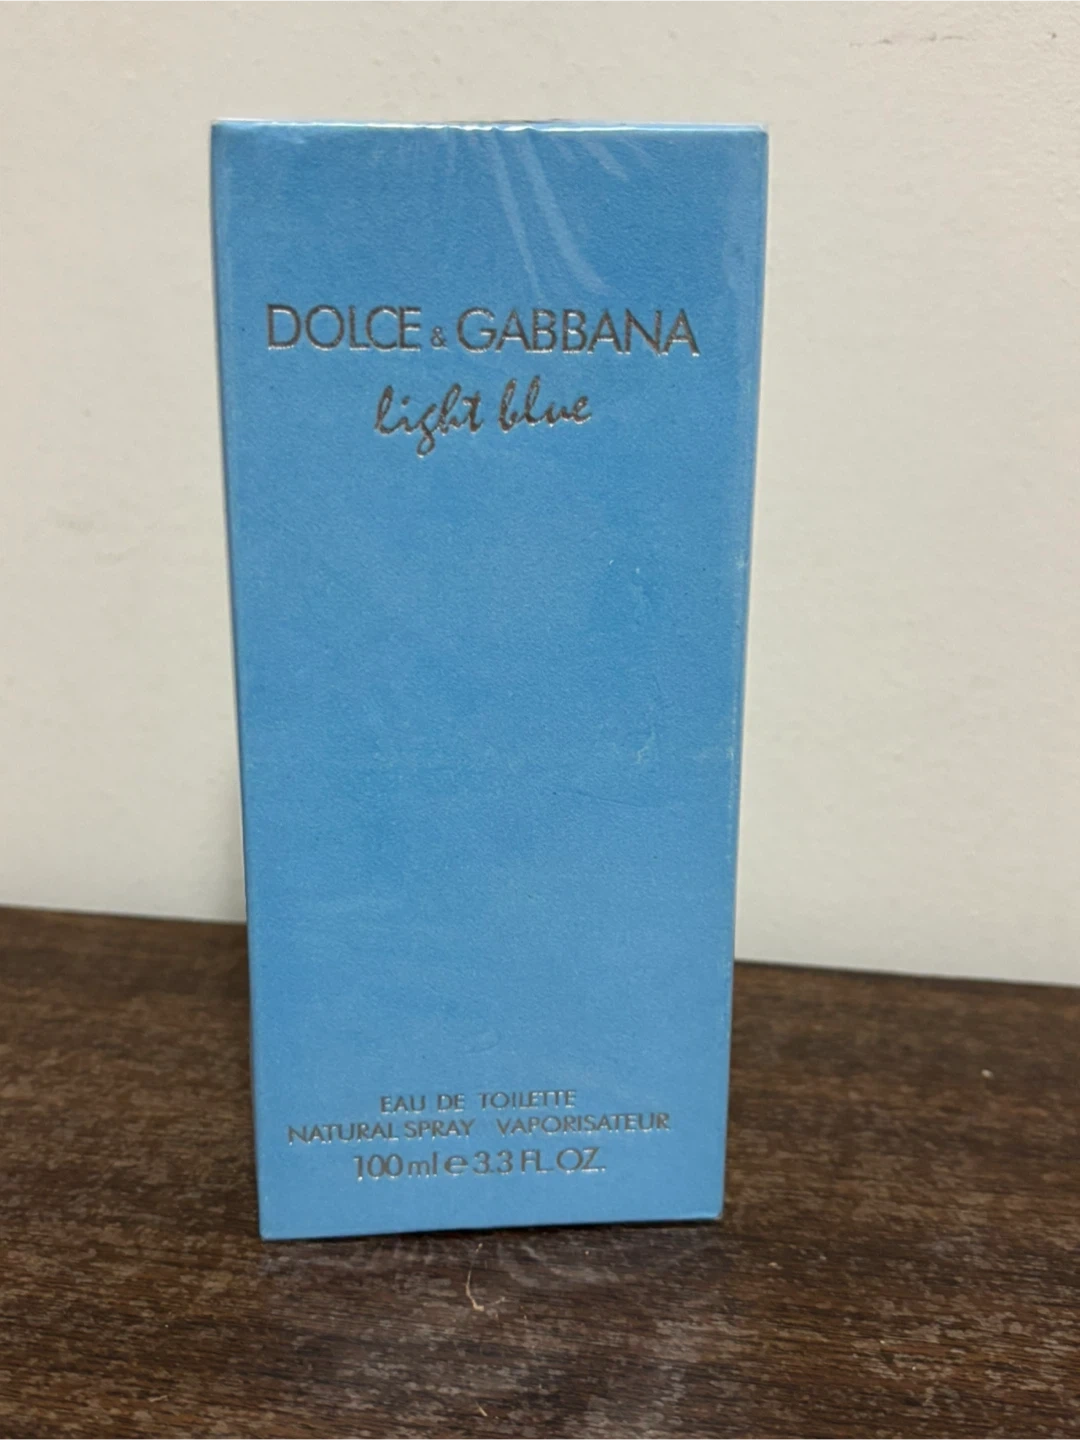 DOLCE & GABBANA
light blue
EAU DE TOILETTE
NATURAL SPRAY VAPORISATEUR
100 ml e 3.3 FL. OZ.